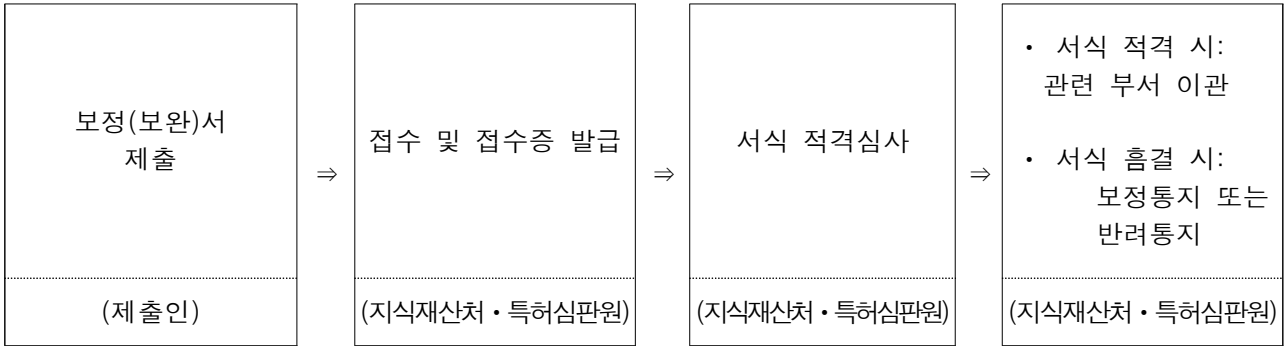 보정(보완)서
제출
(제출인)
⇒
접수 및 접수증 발급
(지식재산처・특허심판원)
⇒
서식 적격심사
(지식재산처・특허심판원)
⇒
・ 서식 적격 시:
관련 부서 이관
・ 서식 흠결 시:
보정통지 또는
반려통지
(지식재산처・특허심판원)